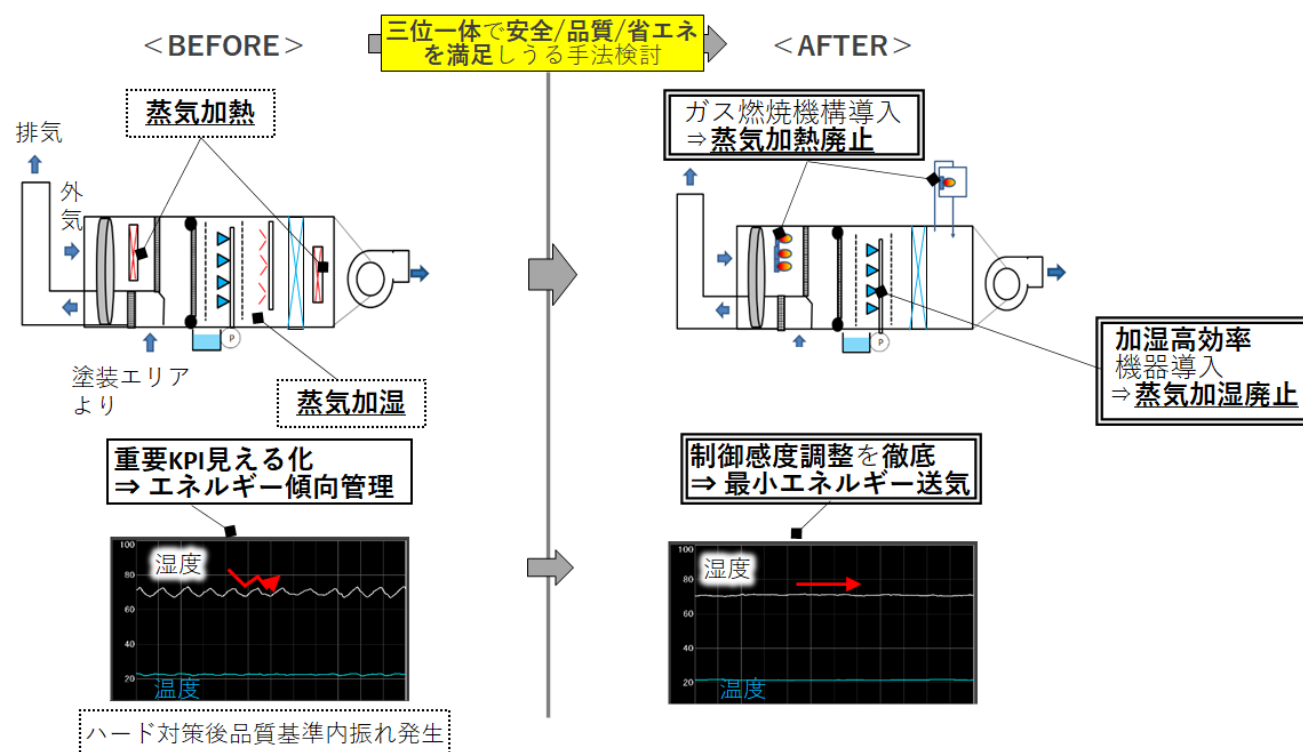 ＜BEFORE＞
三位一体で安全/品質/省エネ
を満足しうる手法検討
＜AFTER＞
蒸気加熱
排気
外
気
P
塗装エリア
より
蒸気加湿
ガス燃焼機構導入
⇒蒸気加熱廃止
P
加湿高効率
機器導入
⇒蒸気加湿廃止
重要KPI見える化
⇒ エネルギー傾向管理
100
湿度
80
60
40
20
温度
ハード対策後品質基準内振れ発生
制御感度調整を徹底
⇒ 最小エネルギー送気
100
湿度
80
60
40
20
温度